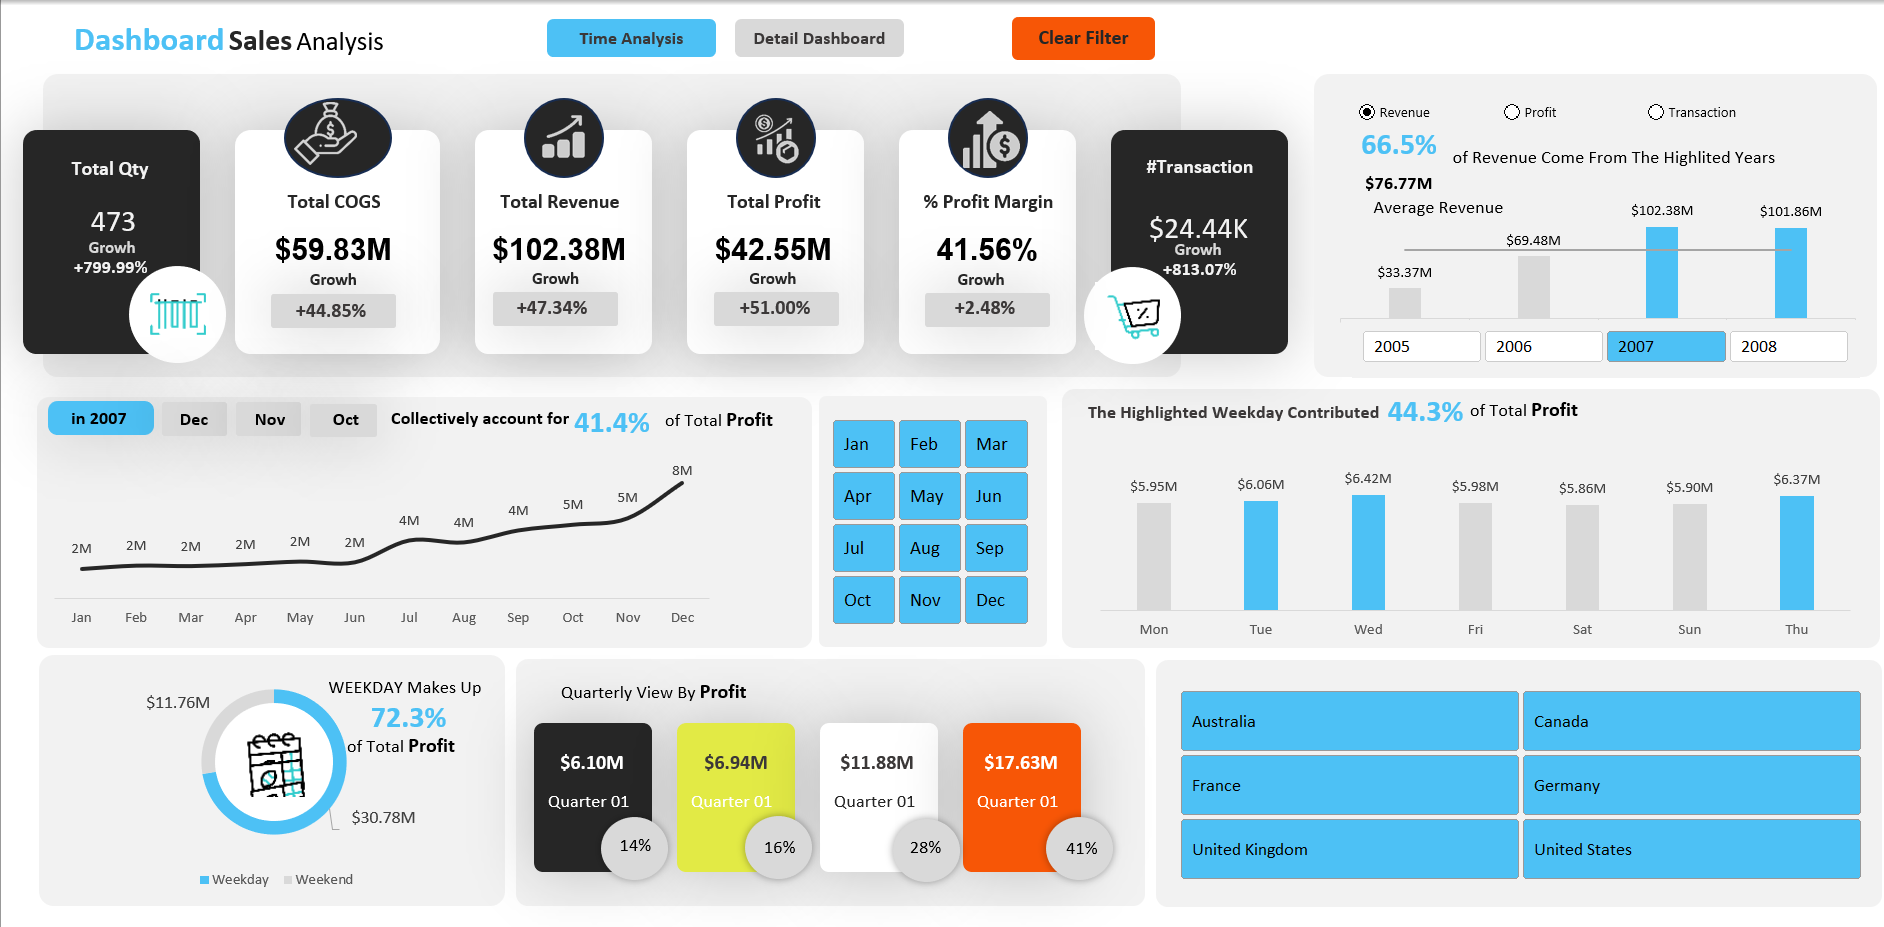 Dashboard Sales Analysis
Time Analysis
Detail Dashboard
Clear Filter
Total Qty
473
Growh
+799.99%
Total COGS
$59.83M
Growh
+44.85%
Total Revenue
$102.38M
Growh
+47.34%
Total Profit
$42.55M
Growh
+51.00%
% Profit Margin
41.56%
Growh
+2.48%
#Transaction
$24.44K
Growh
+813.07%
Revenue
Profit
Transaction
66.5% of Revenue Come From The Highlited Years
$76.77M
Average Revenue
$33.37M
$69.48M
$102.38M
$101.86M
2005
2006
2007
2008
in 2007
Dec
Nov
Oct
Collectively account for 41.4% of Total Profit
2M
2M
2M
2M
2M
2M
4M
4M
4M
5M
5M
8M
Jan
Feb
Mar
Apr
May
Jun
Jul
Aug
Sep
Oct
Nov
Dec
Jan
Feb
Mar
Apr
May
Jun
Jul
Aug
Sep
Oct
Nov
Dec
The Highlighted Weekday Contributed 44.3% of Total Profit
$5.95M
$6.06M
$6.42M
$5.98M
$5.86M
$5.90M
$6.37M
Mon
Tue
Wed
Fri
Sat
Sun
Thu
WEEKDAY Makes Up
72.3%
of Total Profit
$11.76M
$30.78M
Weekday
Weekend
Quarterly View By Profit
$6.10M
Quarter 01
14%
$6.94M
Quarter 01
16%
$11.88M
Quarter 01
28%
$17.63M
Quarter 01
41%
Australia
Canada
France
Germany
United Kingdom
United States